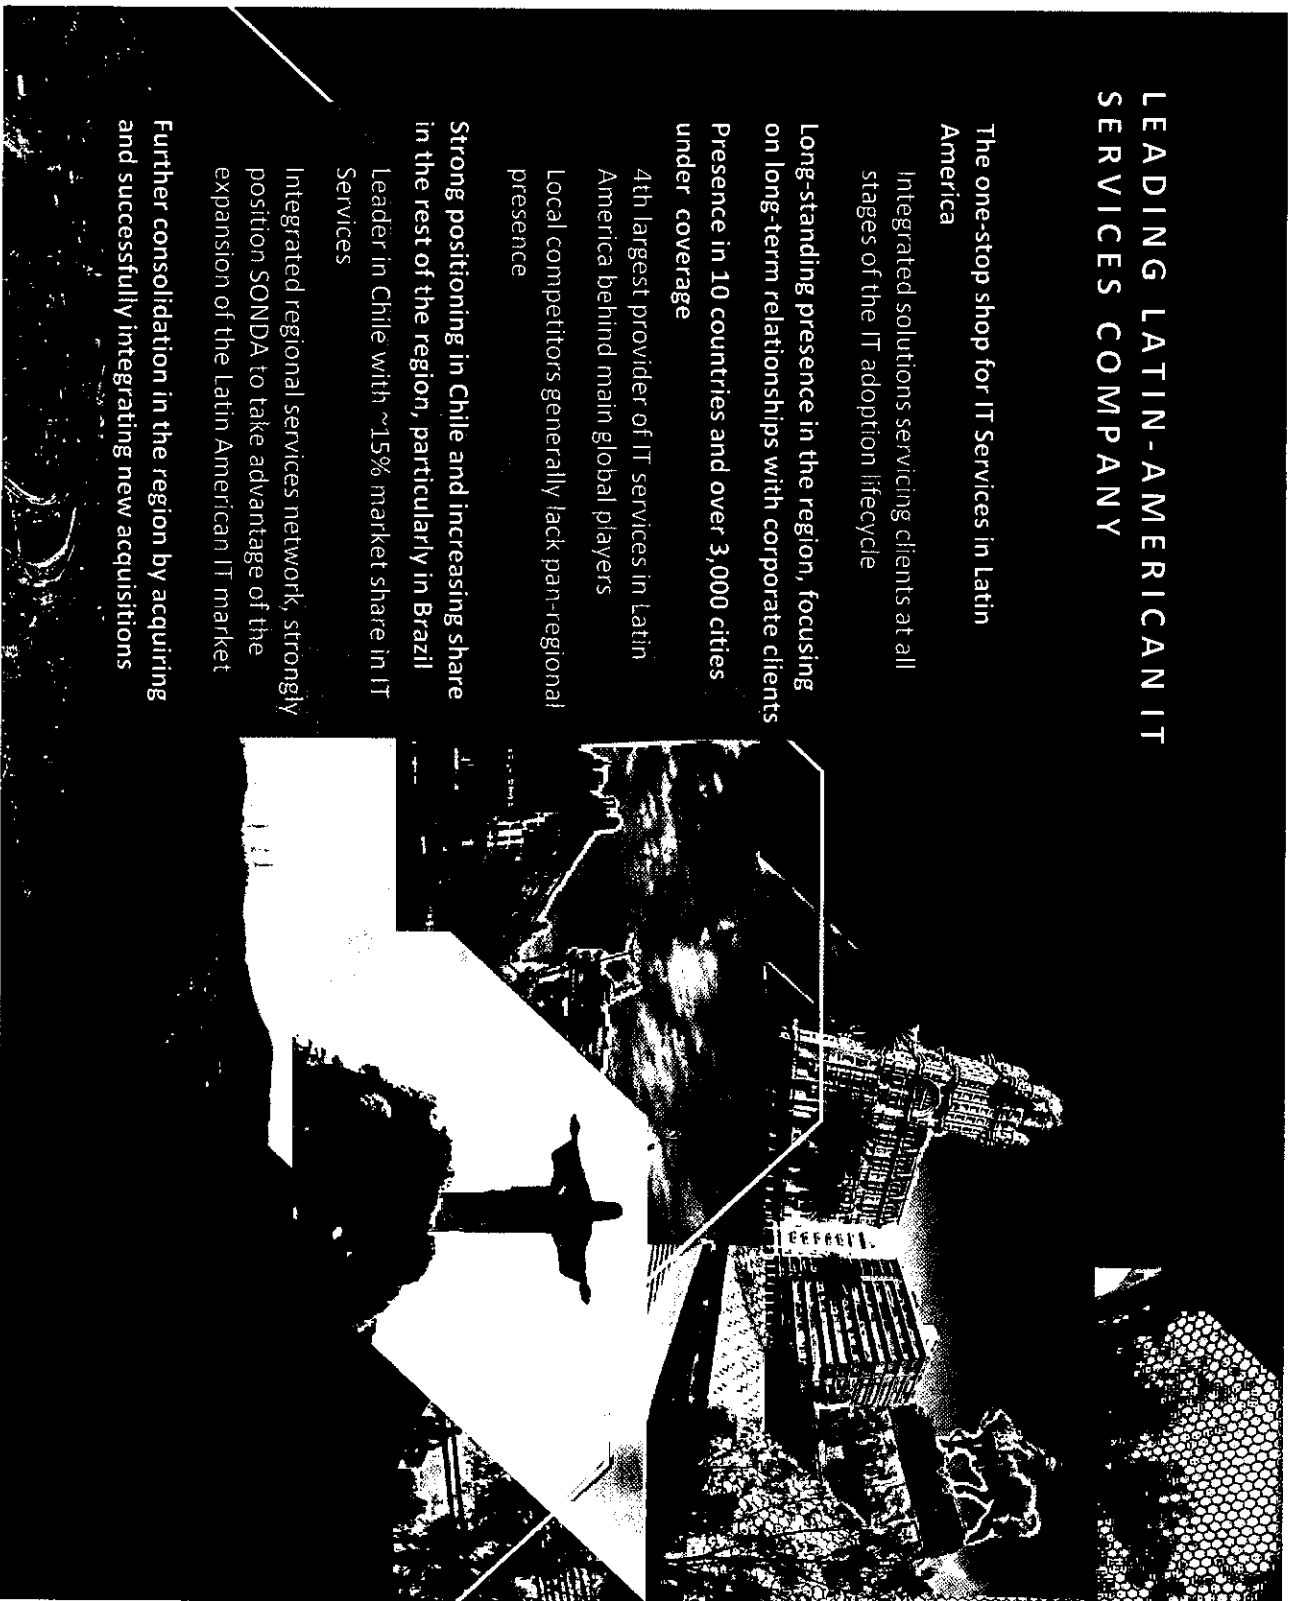 LEADING LATIN-AMERICAN IT
SERVICES COMPANY
The one-stop shop for IT Services in Latin
America
Integrated solutions servicing clients at all
stages of the IT adoption lifecycle
Long-standing presence in the region, focusing
on long-term relationships with corporate clients
Presence in 10 countries and over 3,000 cities
under coverage
4th largest provider of IT services in Latin
America behind main global players
Local competitors generally lack pan-regional
presence
Strong positioning in Chile and increasing share
in the rest of the region, particularly in Brazil
Leader in Chile with ~15% market share in IT
Services
Integrated regional services network, strongly
position SONDA to take advantage of the
expansion of the Latin American IT market
Further consolidation in the region by acquiring
and successfully integrating new acquisitions